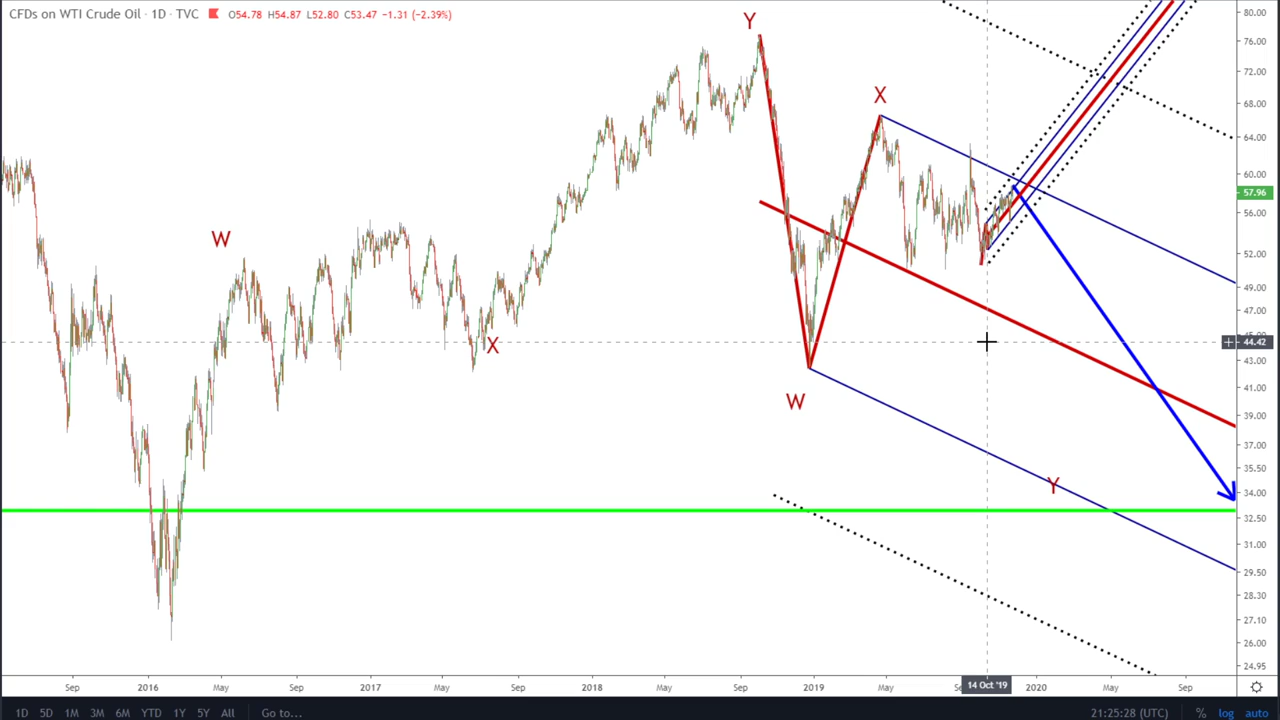 CFDs on WTI Crude Oil · 1D · TVC O54.78 H54.87 L52.80 C53.47 −1.31 (−2.39%)
Y
X
W
X
W
Y
80.00
76.00
72.00
68.00
64.00
60.00
57.96
56.00
52.00
49.00
47.00
44.42
43.00
41.00
39.00
37.00
35.50
34.00
32.50
31.00
29.50
28.30
27.10
26.00
24.95
Sep 2016 May Sep 2017 May Sep 2018 May Sep 2019 May 14 Oct '19 2020 May Sep
1D 5D 1M 3M 6M YTD 1Y 5Y All Go to... 21:25:28 (UTC) % log auto